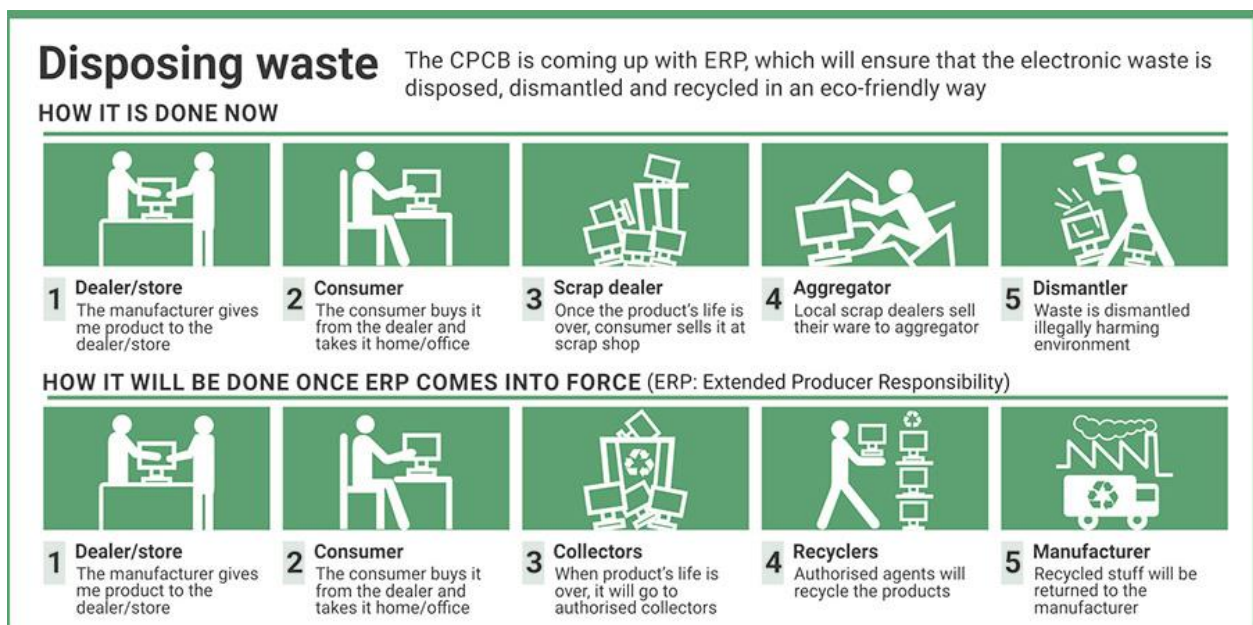 Disposing waste
The CPCB is coming up with ERP, which will ensure that the electronic waste is
disposed, dismantled and recycled in an eco-friendly way
HOW IT IS DONE NOW
1 Dealer/store
The manufacturer gives
me product to the
dealer/store
2 Consumer
The consumer buys it
from the dealer and
takes it home/office
3 Scrap dealer
Once the product's life is
over, consumer sells it at
scrap shop
4 Aggregator
Local scrap dealers sell
their ware to aggregator
5 Dismantler
Waste is dismantled
illegally harming
environment
HOW IT WILL BE DONE ONCE ERP COMES INTO FORCE (ERP: Extended Producer Responsibility)
1 Dealer/store
The manufacturer gives
me product to the
dealer/store
2 Consumer
The consumer buys it
from the dealer and
takes it home/office
3 Collectors
When product's life is
over, it will go to
authorised collectors
4 Recyclers
Authorised agents will
recycle the products
5 Manufacturer
Recycled stuff will be
returned to the
manufacturer